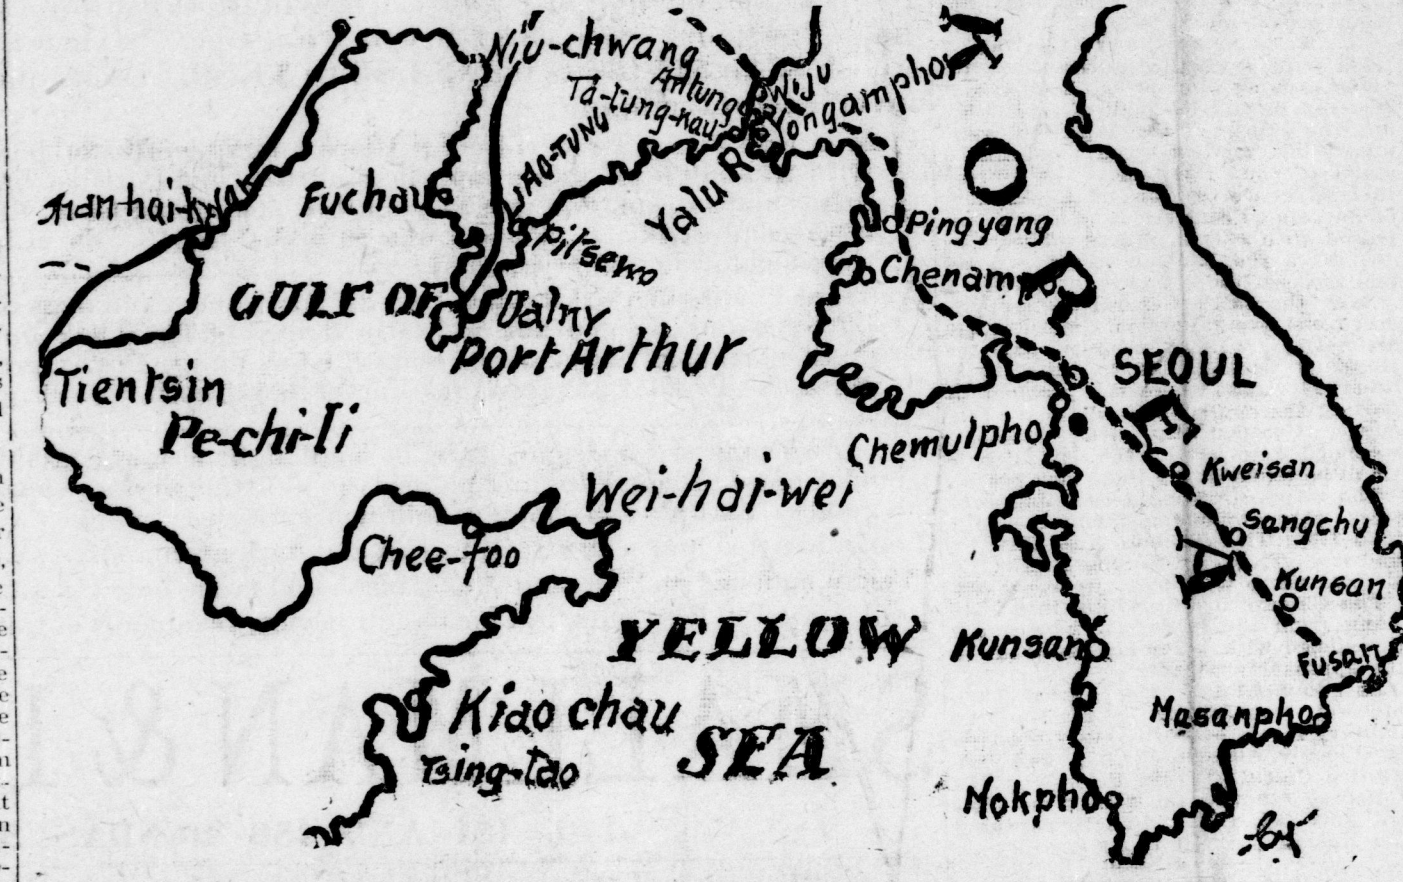 Niu-chwang
Antung
Wiju
Yongampho
Ta-tung-kau
LIAO-TUNG
Shan-hai-kwan
Fuchau
Yalu R
Pingyang
Pitsewo
Chenampo
GULF OF
Dalny
Port Arthur
SEOUL
Tientsin
Pe-chi-li
Chemulpho
Kweisan
Wei-hai-wei
Sangchu
Chee-foo
Kunsan
YELLOW
Kunsan
Fusan
Kiao chau
Masanpho
SEA
Tsing-tao
Mokpho